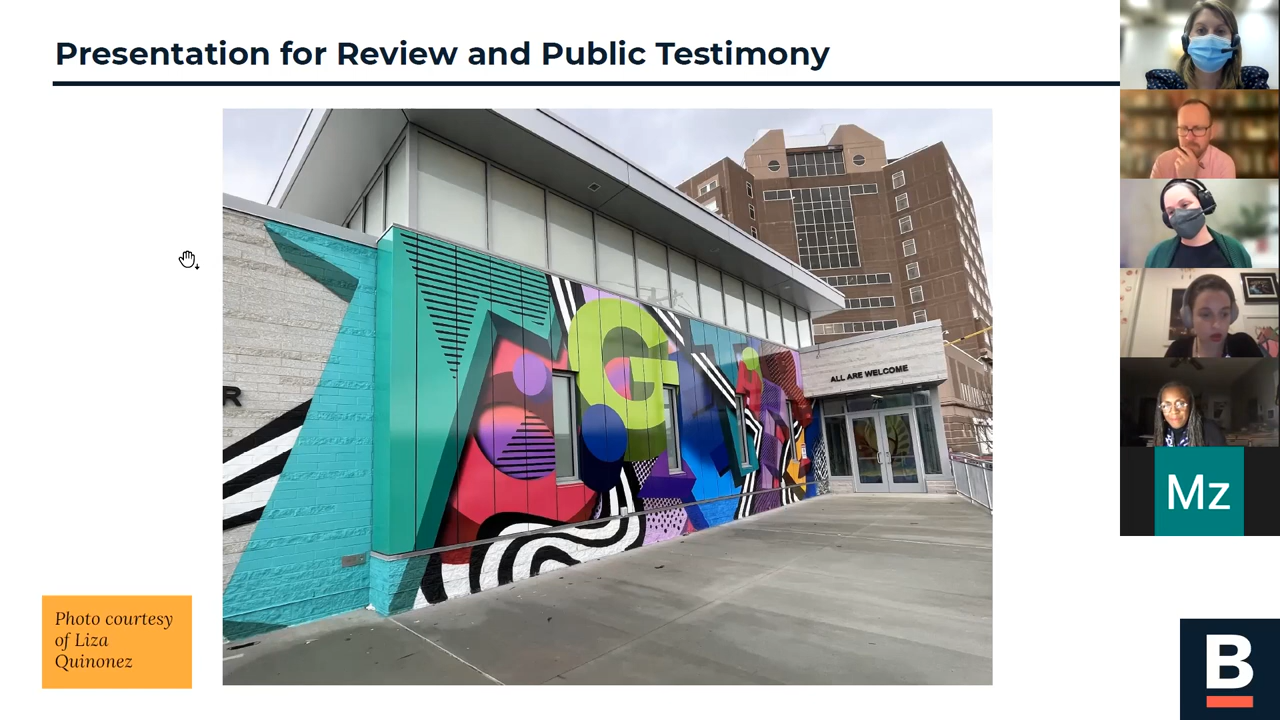 Presentation for Review and Public Testimony
R
G
ALL ARE WELCOME
Photo courtesy
of Liza
Quinonez
Mz
B